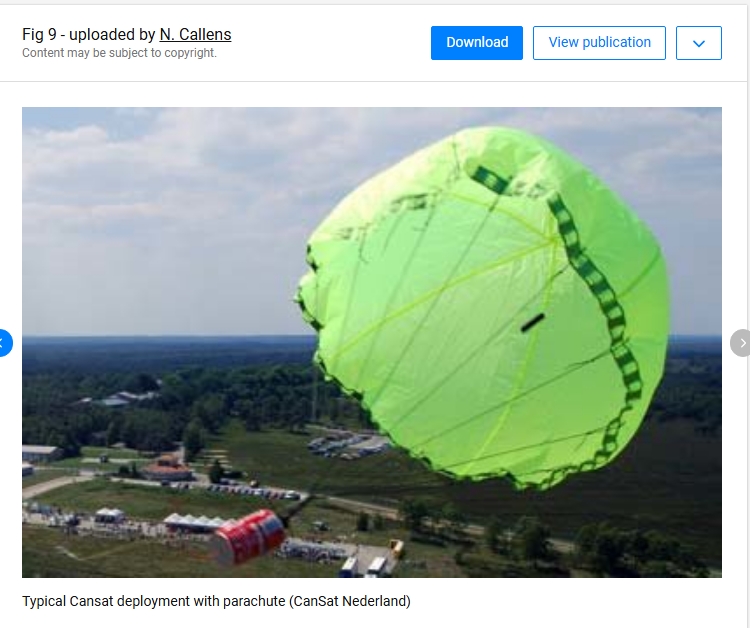 Fig 9 - uploaded by N. Callens
Content may be subject to copyright.
Download
View publication
Typical Cansat deployment with parachute (CanSat Nederland)